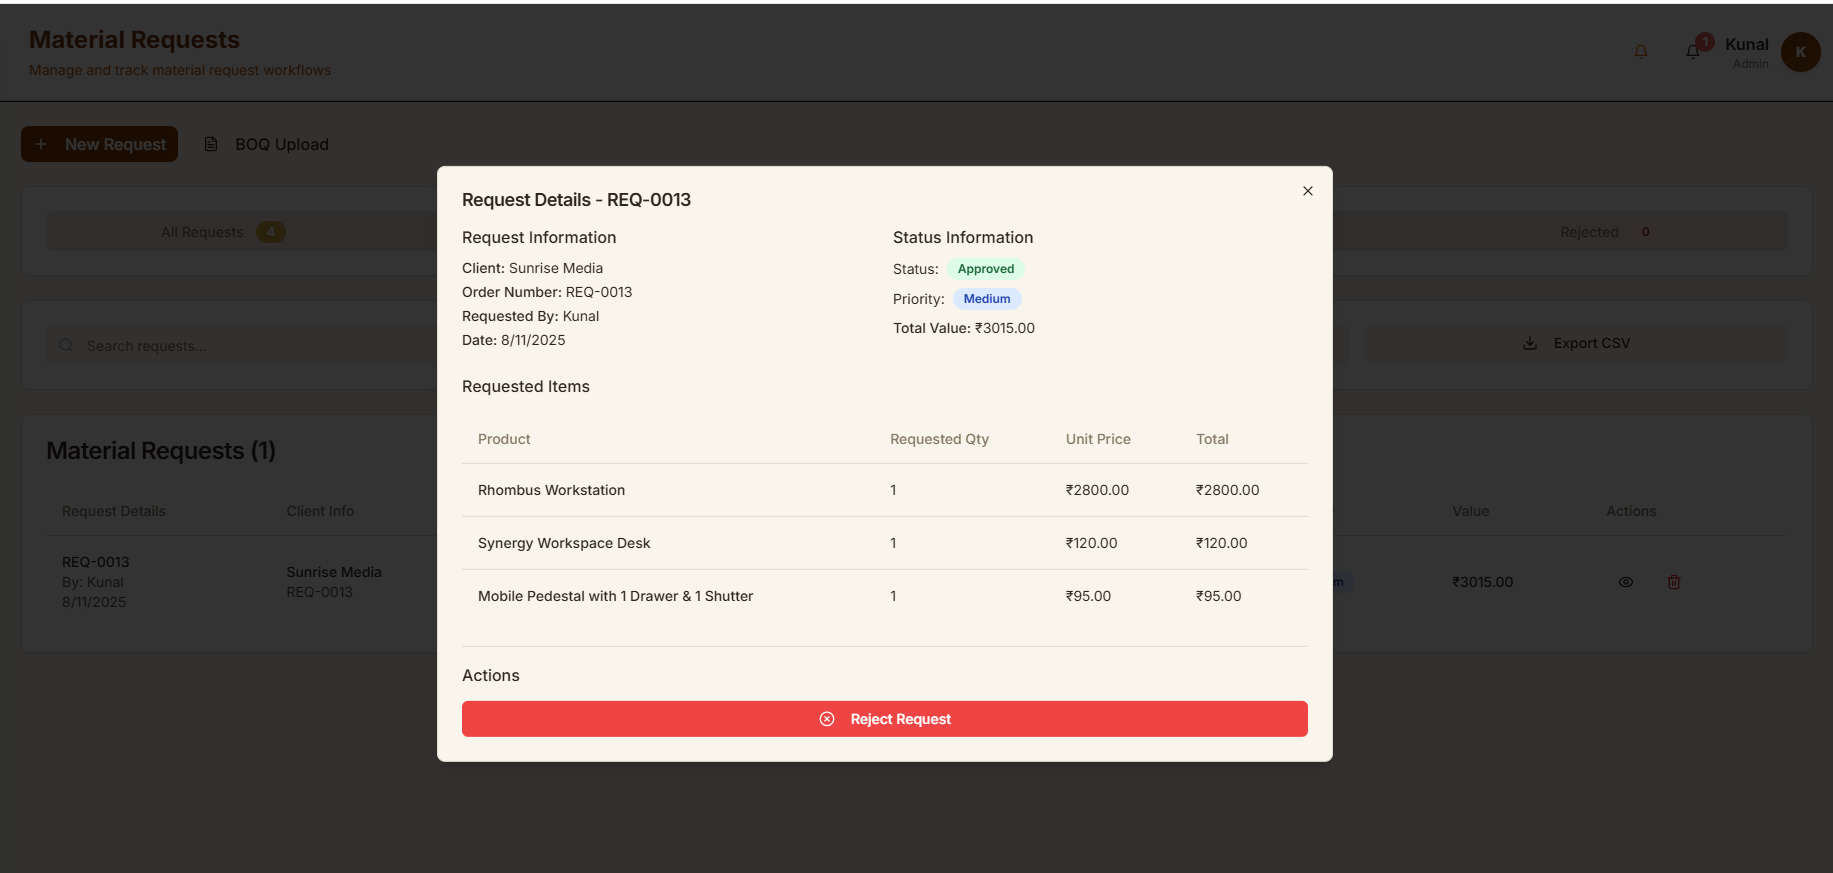 Material Requests
Manage and track material request workflows
1
Kunal
Admin
K
New Request
BOQ Upload
All Requests 4
Rejected 0
Search requests...
Export CSV
Material Requests (1)
Request Details Client Info Value Actions
REQ-0013
By: Kunal
8/11/2025
Sunrise Media
REQ-0013
m
₹3015.00
Request Details - REQ-0013
Request Information
Client: Sunrise Media
Order Number: REQ-0013
Requested By: Kunal
Date: 8/11/2025
Status Information
Status: Approved
Priority: Medium
Total Value: ₹3015.00
Requested Items
Product Requested Qty Unit Price Total
Rhombus Workstation 1 ₹2800.00 ₹2800.00
Synergy Workspace Desk 1 ₹120.00 ₹120.00
Mobile Pedestal with 1 Drawer & 1 Shutter 1 ₹95.00 ₹95.00
Actions
Reject Request